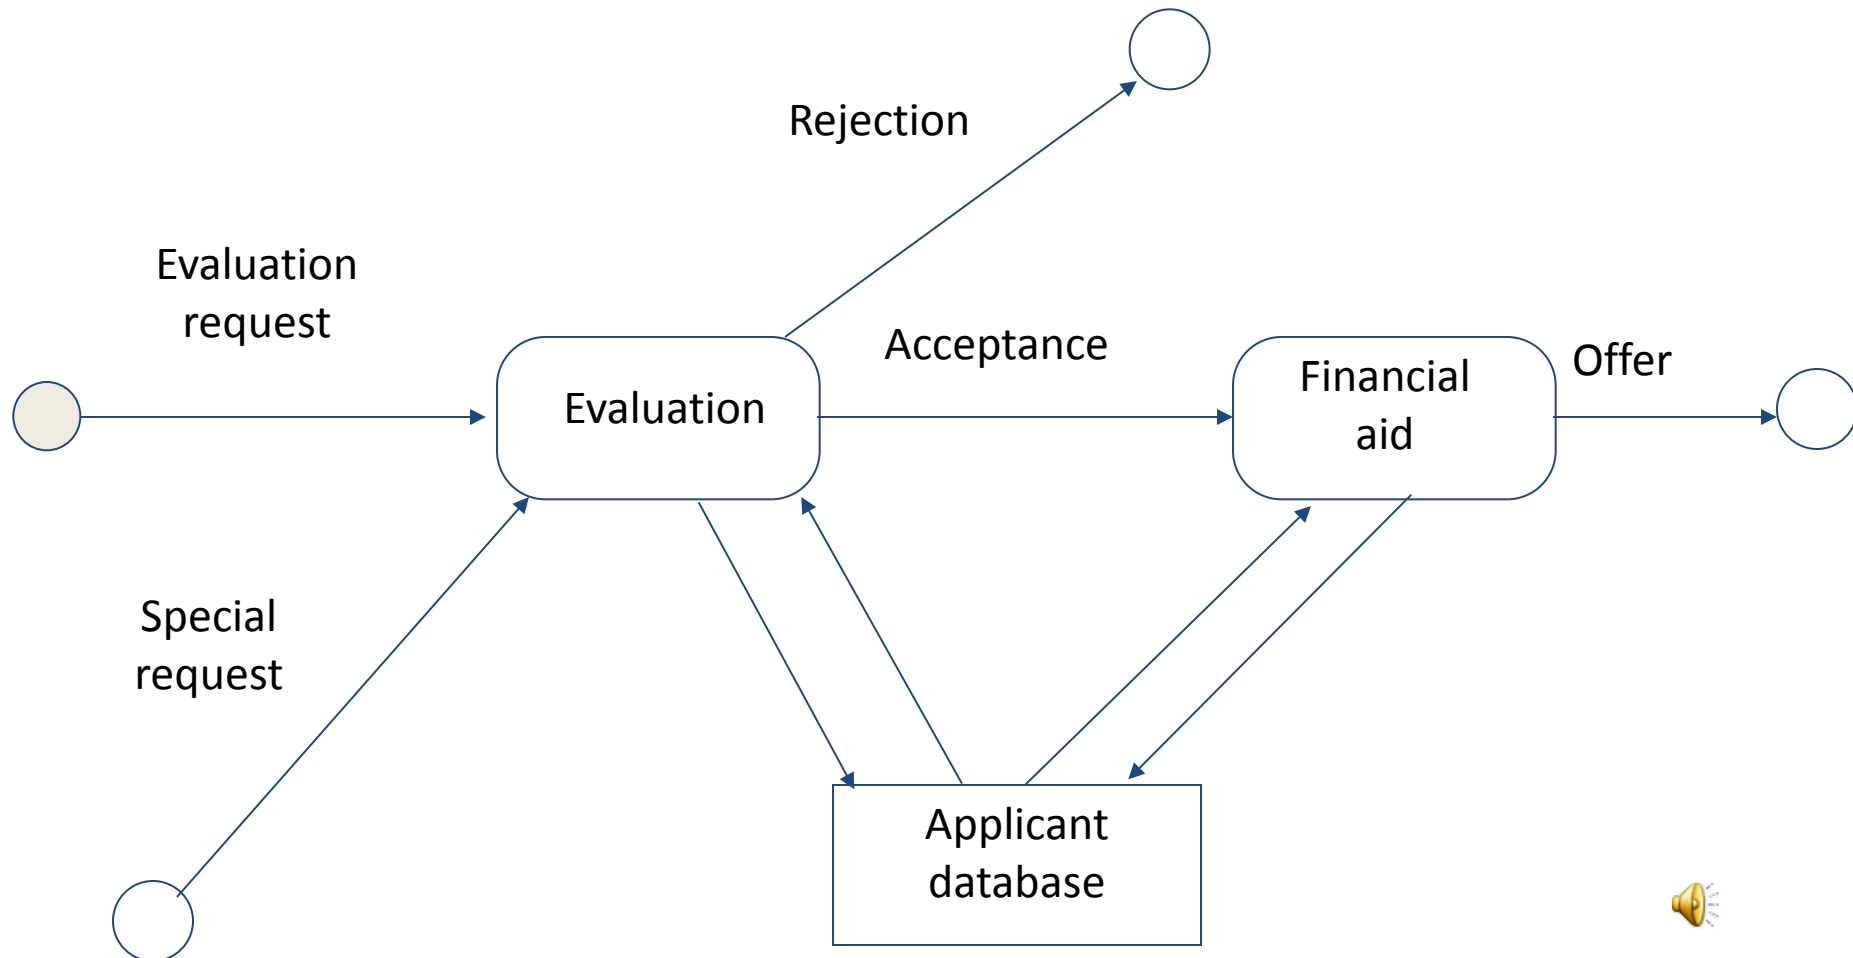 Rejection
Evaluation
request
Acceptance
Offer
Financial
aid
Evaluation
Special
request
Applicant
database